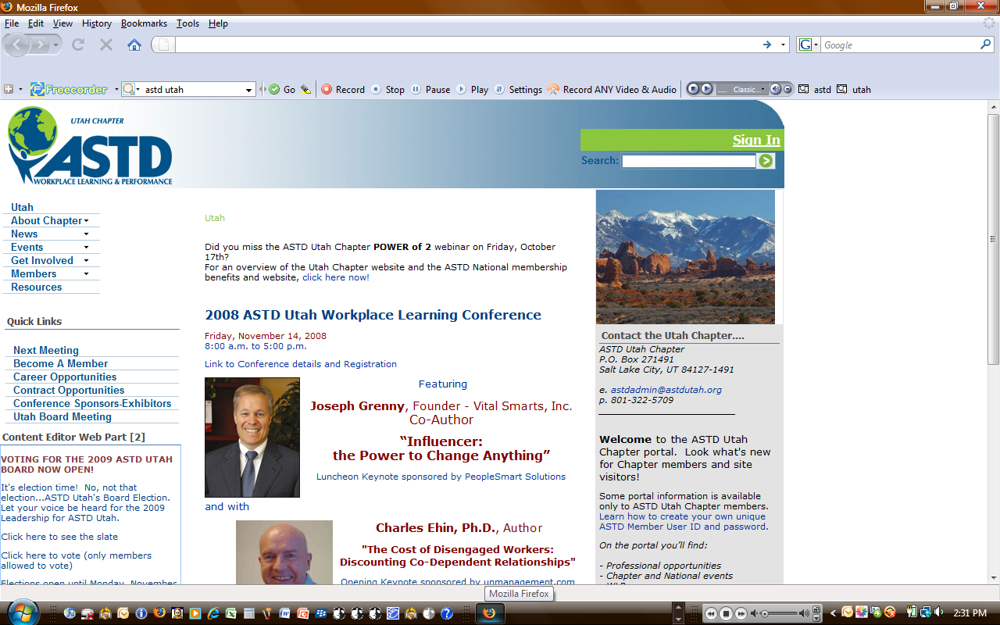 Mozilla Firefox
File Edit View History Bookmarks Tools Help
G Google
Freecorder astd utah Go Record Stop Pause Play Settings Record ANY Video & Audio ..... Classic... astd utah
UTAH CHAPTER
ASTD
WORKPLACE LEARNING & PERFORMANCE
Sign In
Search:
Utah
About Chapter
News
Events
Get Involved
Members
Resources
Quick Links
Next Meeting
Become A Member
Career Opportunities
Contract Opportunities
Conference Sponsors-Exhibitors
Utah Board Meeting
Content Editor Web Part [2]
VOTING FOR THE 2009 ASTD UTAH
BOARD NOW OPEN!
It's election time!  No, not that
election...ASTD Utah's Board Election.
Let your voice be heard for the 2009
Leadership for ASTD Utah.
Click here to see the slate
Click here to vote (only members
allowed to vote)
Elections open until Monday, November
Utah
Did you miss the ASTD Utah Chapter POWER of 2 webinar on Friday, October
17th?
For an overview of the Utah Chapter website and the ASTD National membership
benefits and website, click here now!
2008 ASTD Utah Workplace Learning Conference
Friday, November 14, 2008
8:00 a.m. to 5:00 p.m.
Link to Conference details and Registration
Featuring
Joseph Grenny, Founder - Vital Smarts, Inc.
Co-Author
“Influencer:
the Power to Change Anything”
Luncheon Keynote sponsored by PeopleSmart Solutions
and with
Charles Ehin, Ph.D., Author
"The Cost of Disengaged Workers:
Discounting Co-Dependent Relationships"
Opening Keynote sponsored by unmanagement.com
Contact the Utah Chapter....
ASTD Utah Chapter
P.O. Box 271491
Salt Lake City, UT 84127-1491
e. astdadmin@astdutah.org
p. 801-322-5709
Welcome to the ASTD Utah
Chapter portal.  Look what's new
for Chapter members and site
visitors!
Some portal information is available
only to ASTD Utah Chapter members.
Learn how to create your own unique
ASTD Member User ID and password.
On the portal you’ll find:
- Professional opportunities
- Chapter and National events
Mozilla Firefox
2:31 PM